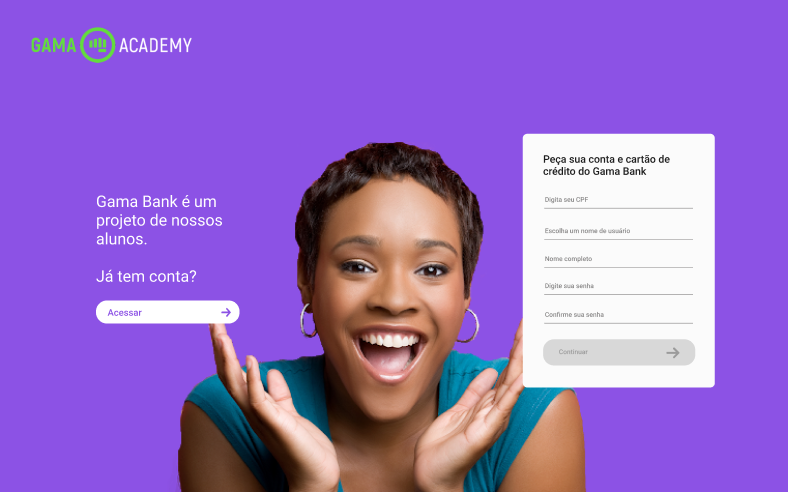 GAMA ACADEMY
Gama Bank é um
projeto de nossos
alunos.
Já tem conta?
Acessar
Peça sua conta e cartão de
crédito do Gama Bank
Digita seu CPF
Escolha um nome de usuário
Nome completo
Digite sua senha
Confirme sua senha
Continuar